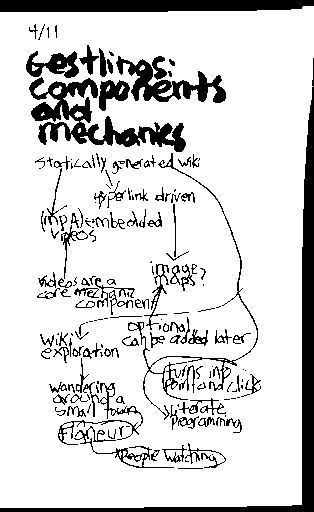 4/11
Gestlings:
components
and
mechanics
statically generated wiki
hyperlink driven
(mp4) embedded
videos
image
maps?
videos are a
core mechanic
component
optional,
can be added later
wiki
exploration
turns into
point and click
wandering
around a
small town
literate
programming
flaneur
people watching